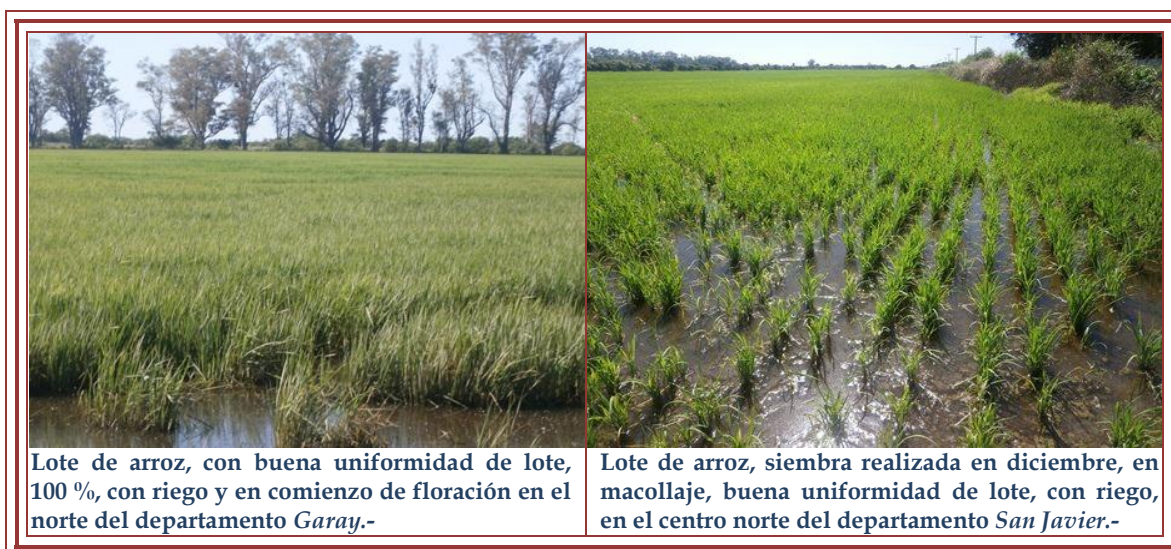 Lote de arroz, con buena uniformidad de lote,
100 %, con riego y en comienzo de floración en el
norte del departamento Garay.-
Lote de arroz, siembra realizada en diciembre, en
macollaje, buena uniformidad de lote, con riego,
en el centro norte del departamento San Javier.-